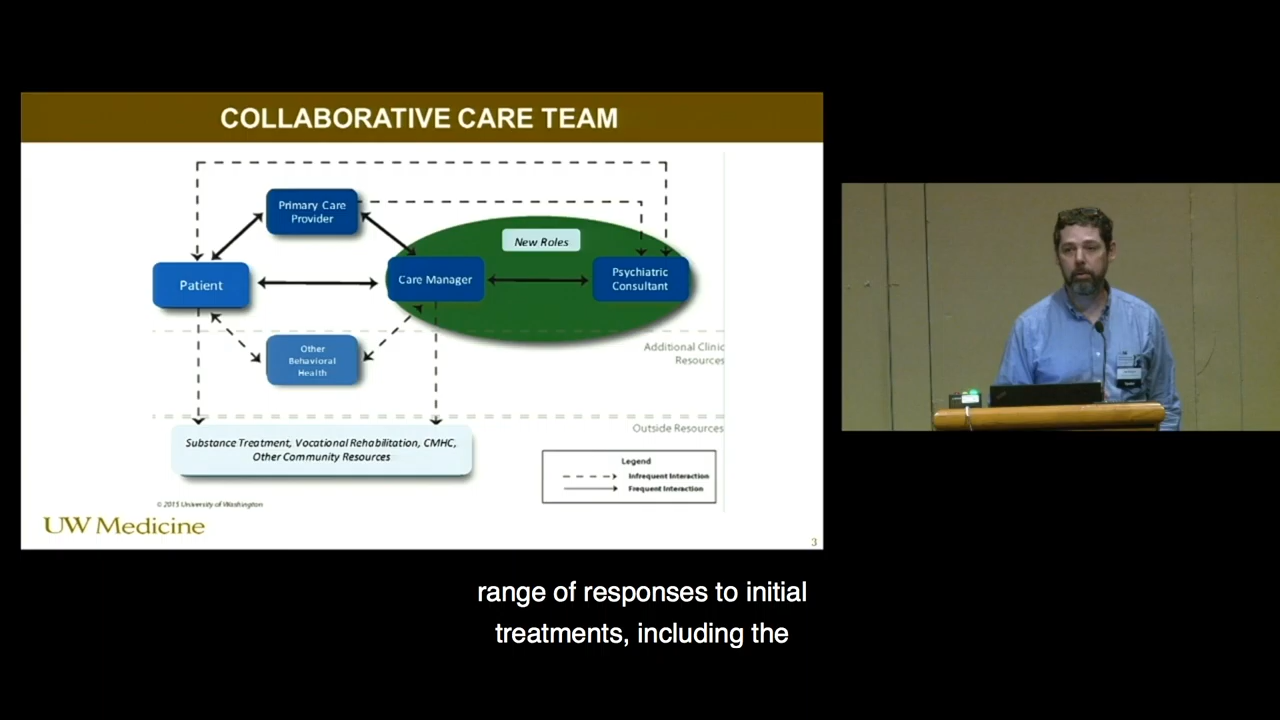 COLLABORATIVE CARE TEAM
Primary Care
Provider
New Roles
Patient
Care Manager
Psychiatric
Consultant
Other
Behavioral
Health
Additional Clinic
Resources
Outside Resources
Substance Treatment, Vocational Rehabilitation, CMHC,
Other Community Resources
Legend
Infrequent Interaction
Frequent Interaction
© 2015 University of Washington
UW Medicine
3
range of responses to initial
treatments, including the